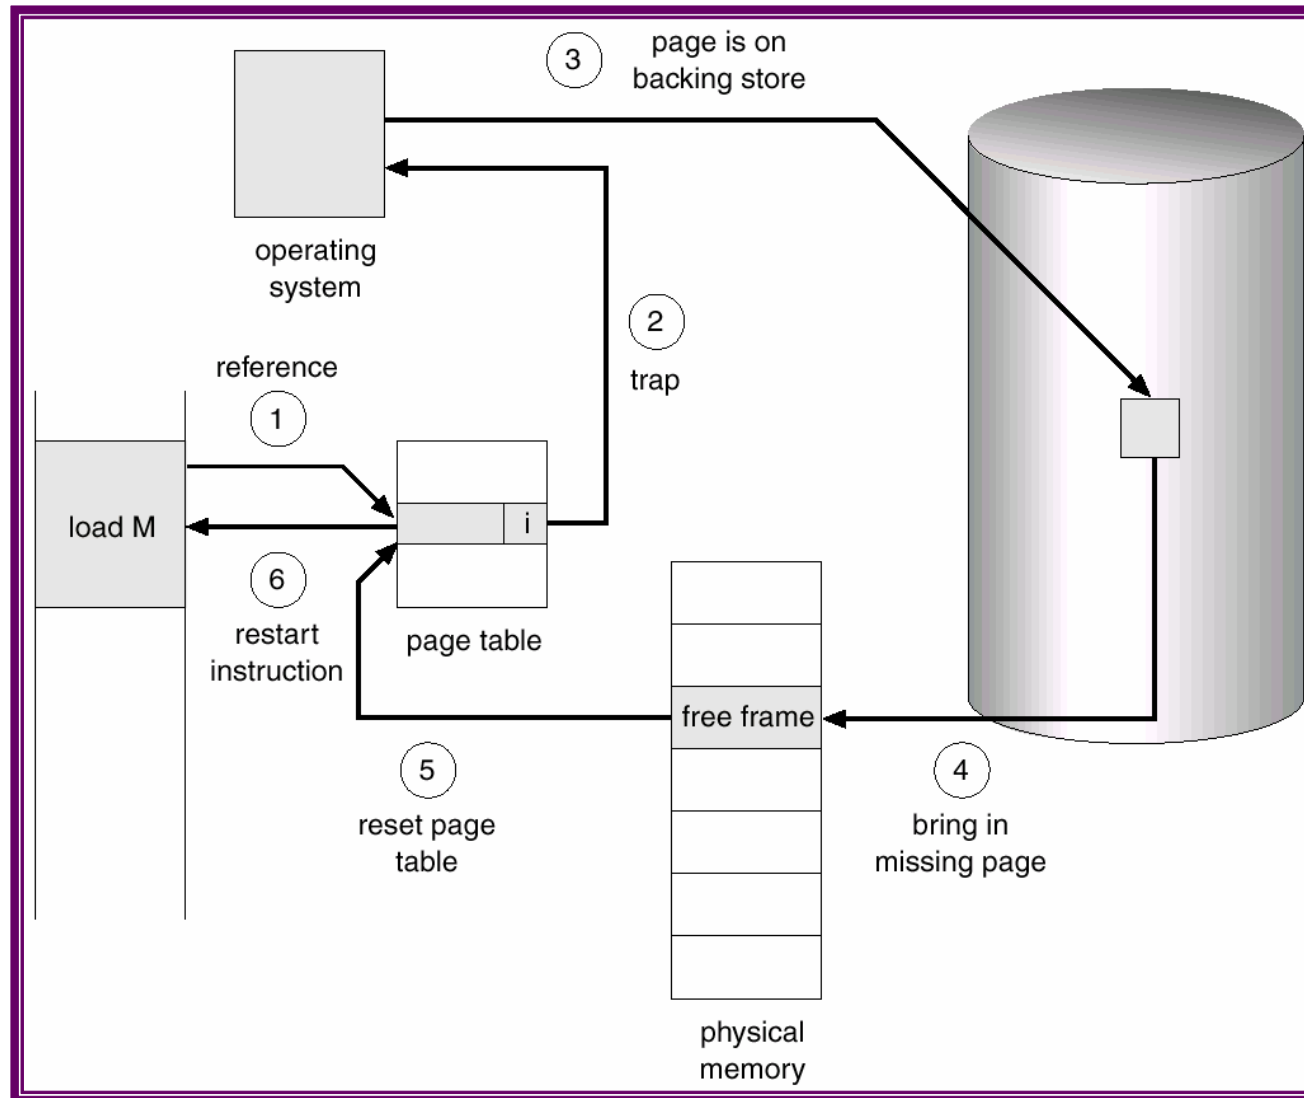 3
page is on
backing store
operating
system
2
trap
reference
1
load M
i
6
restart
instruction
page table
free frame
5
reset page
table
4
bring in
missing page
physical
memory